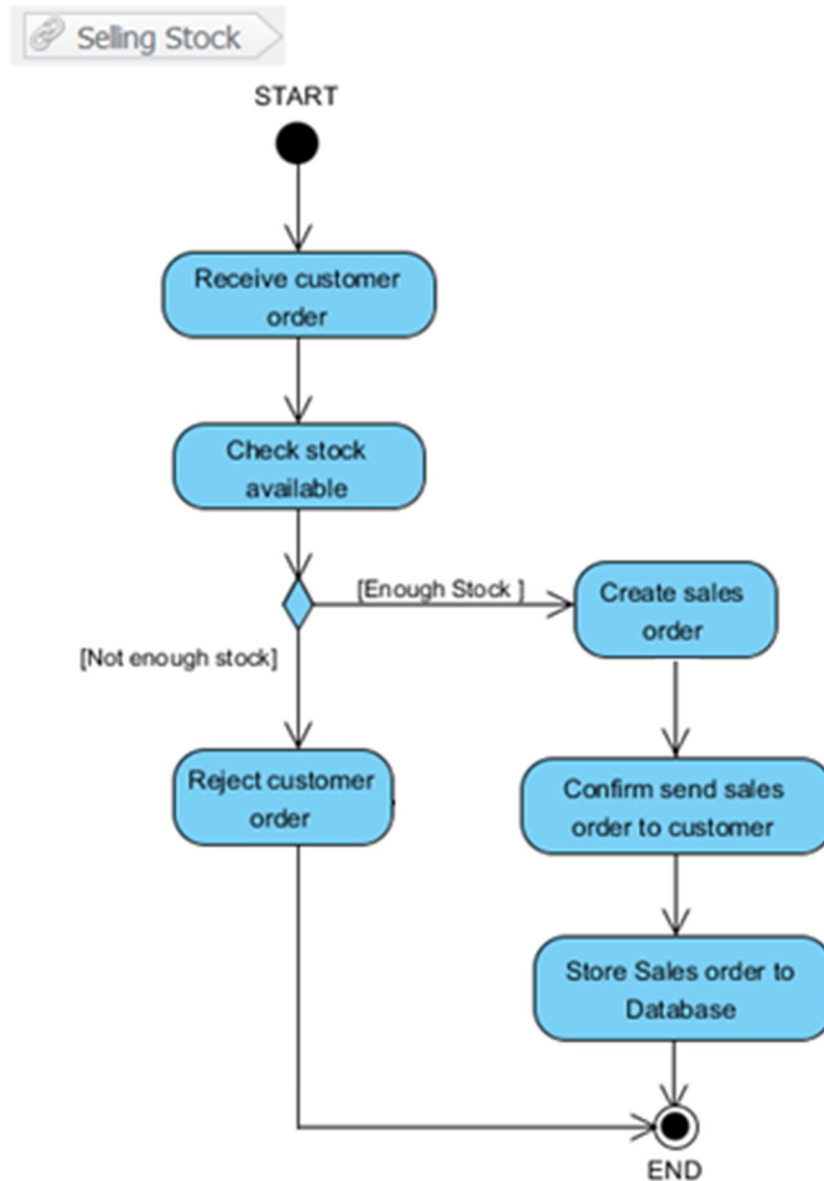 Selling Stock
START
Receive customer
order
Check stock
available
[Enough Stock ]
Create sales
order
[Not enough stock]
Reject customer
order
Confirm send sales
order to customer
Store Sales order to
Database
END